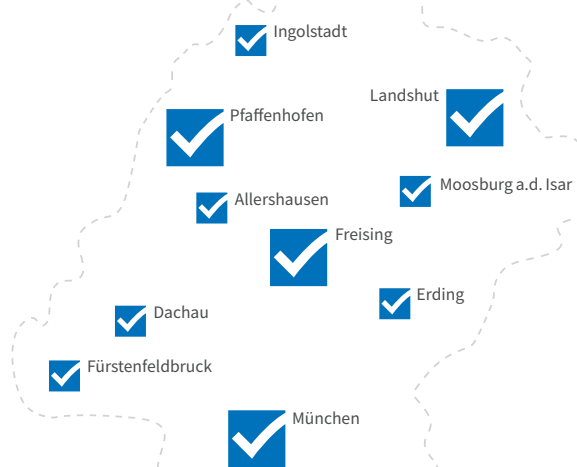 Ingolstadt
Landshut
Pfaffenhofen
Moosburg a.d. Isar
Allershausen
Freising
Erding
Dachau
Fürstenfeldbruck
München